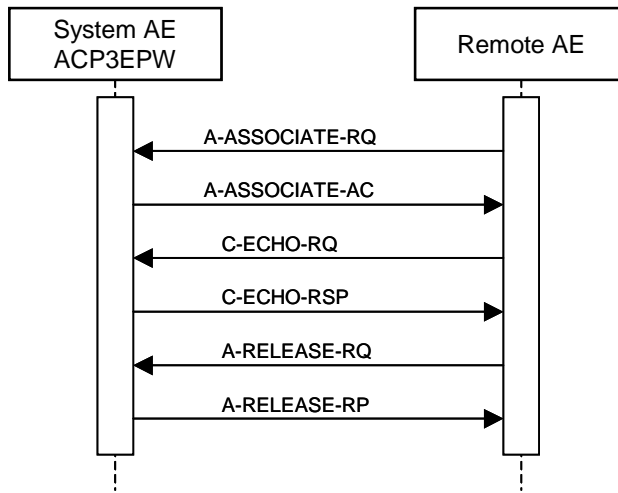 System AE
ACP3EPW
Remote AE
A-ASSOCIATE-RQ
A-ASSOCIATE-AC
C-ECHO-RQ
C-ECHO-RSP
A-RELEASE-RQ
A-RELEASE-RP